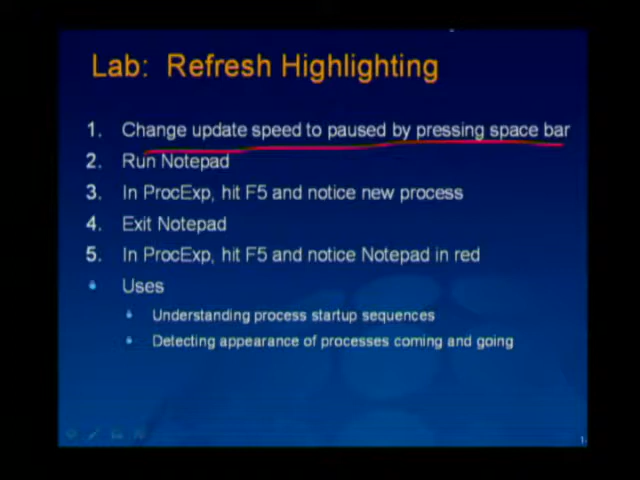 Lab: Refresh Highlighting
1. Change update speed to paused by pressing space bar
2. Run Notepad
3. In ProcExp, hit F5 and notice new process
4. Exit Notepad
5. In ProcExp, hit F5 and notice Notepad in red
Uses
Understanding process startup sequences
Detecting appearance of processes coming and going